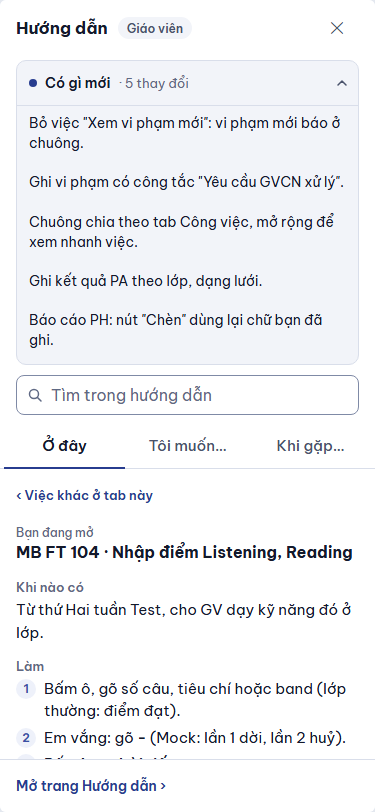 Hướng dẫn Giáo viên
Có gì mới · 5 thay đổi
Bỏ việc "Xem vi phạm mới": vi phạm mới báo ở
chuông.
Ghi vi phạm có công tắc "Yêu cầu GVCN xử lý".
Chuông chia theo tab Công việc, mở rộng để
xem nhanh việc.
Ghi kết quả PA theo lớp, dạng lưới.
Báo cáo PH: nút "Chèn" dùng lại chữ bạn đã
ghi.
Tìm trong hướng dẫn
Ở đây Tôi muốn... Khi gặp...
‹ Việc khác ở tab này
Bạn đang mở
MB FT 104 · Nhập điểm Listening, Reading
Khi nào có
Từ thứ Hai tuần Test, cho GV dạy kỹ năng đó ở
lớp.
Làm
1 Bấm ô, gõ số câu, tiêu chí hoặc band (lớp
thường: điểm đạt).
2 Em vắng: gõ - (Mock: lần 1 dời, lần 2 huỷ).
Mở trang Hướng dẫn ›